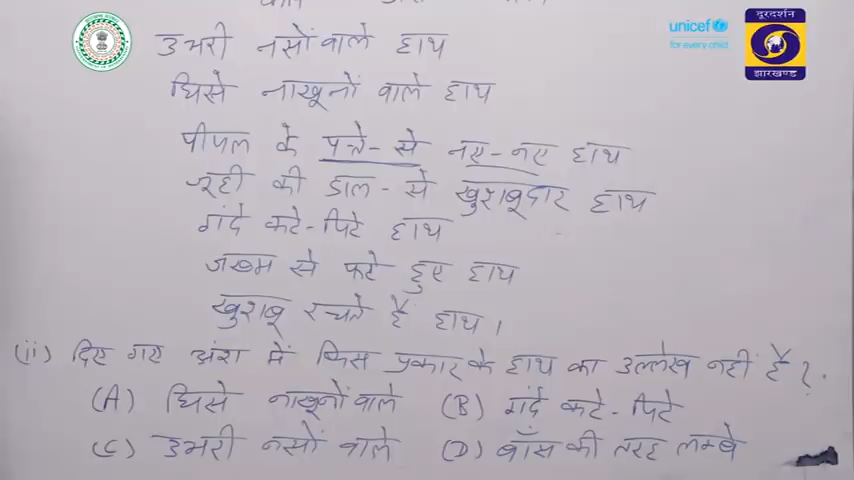 उभरी नसों वाले हाथ
घिसे नाखूनों वाले हाथ
पीपल के पत्ते-से नए-नए हाथ
जूही की डाल-से खुशबूदार हाथ
गंदे कटे-पिटे हाथ
जख्म से फटे हुए हाथ
खुशबू रचते हैं हाथ।
(ii) दिए गए अंश में किस प्रकार के हाथ का उल्लेख नहीं है?
(A) घिसे नाखूनों वाले (B) गंदे कटे-पिटे
(C) उभरी नसों वाले (D) बाँस की तरह लम्बे
unicef
for every child
दूरदर्शन
झारखण्ड